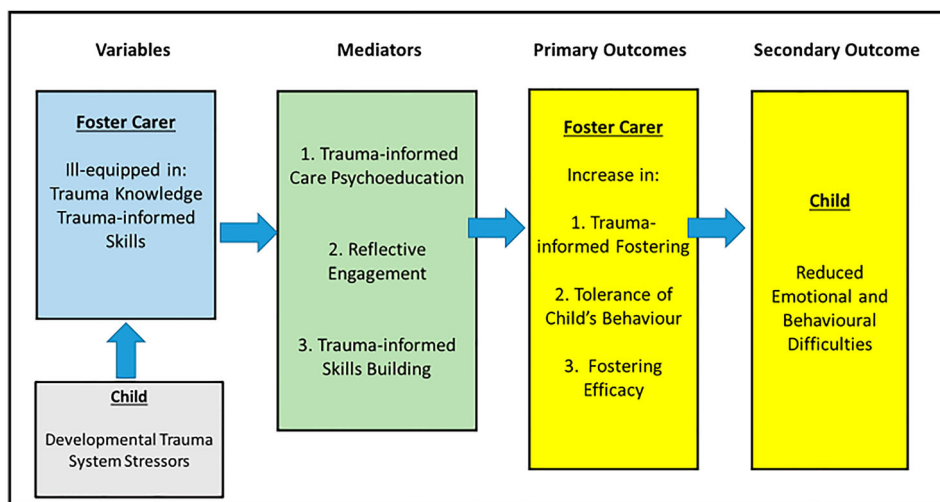 Variables
Mediators
Primary Outcomes
Secondary Outcome
Foster Carer
Ill-equipped in:
Trauma Knowledge
Trauma-informed
Skills
Child
Developmental Trauma
System Stressors
1. Trauma-informed
Care Psychoeducation
2. Reflective
Engagement
3. Trauma-informed
Skills Building
Foster Carer
Increase in:
1. Trauma-
informed Fostering
2. Tolerance of
Child’s Behaviour
3. Fostering
Efficacy
Child
Reduced
Emotional and
Behavioural
Difficulties